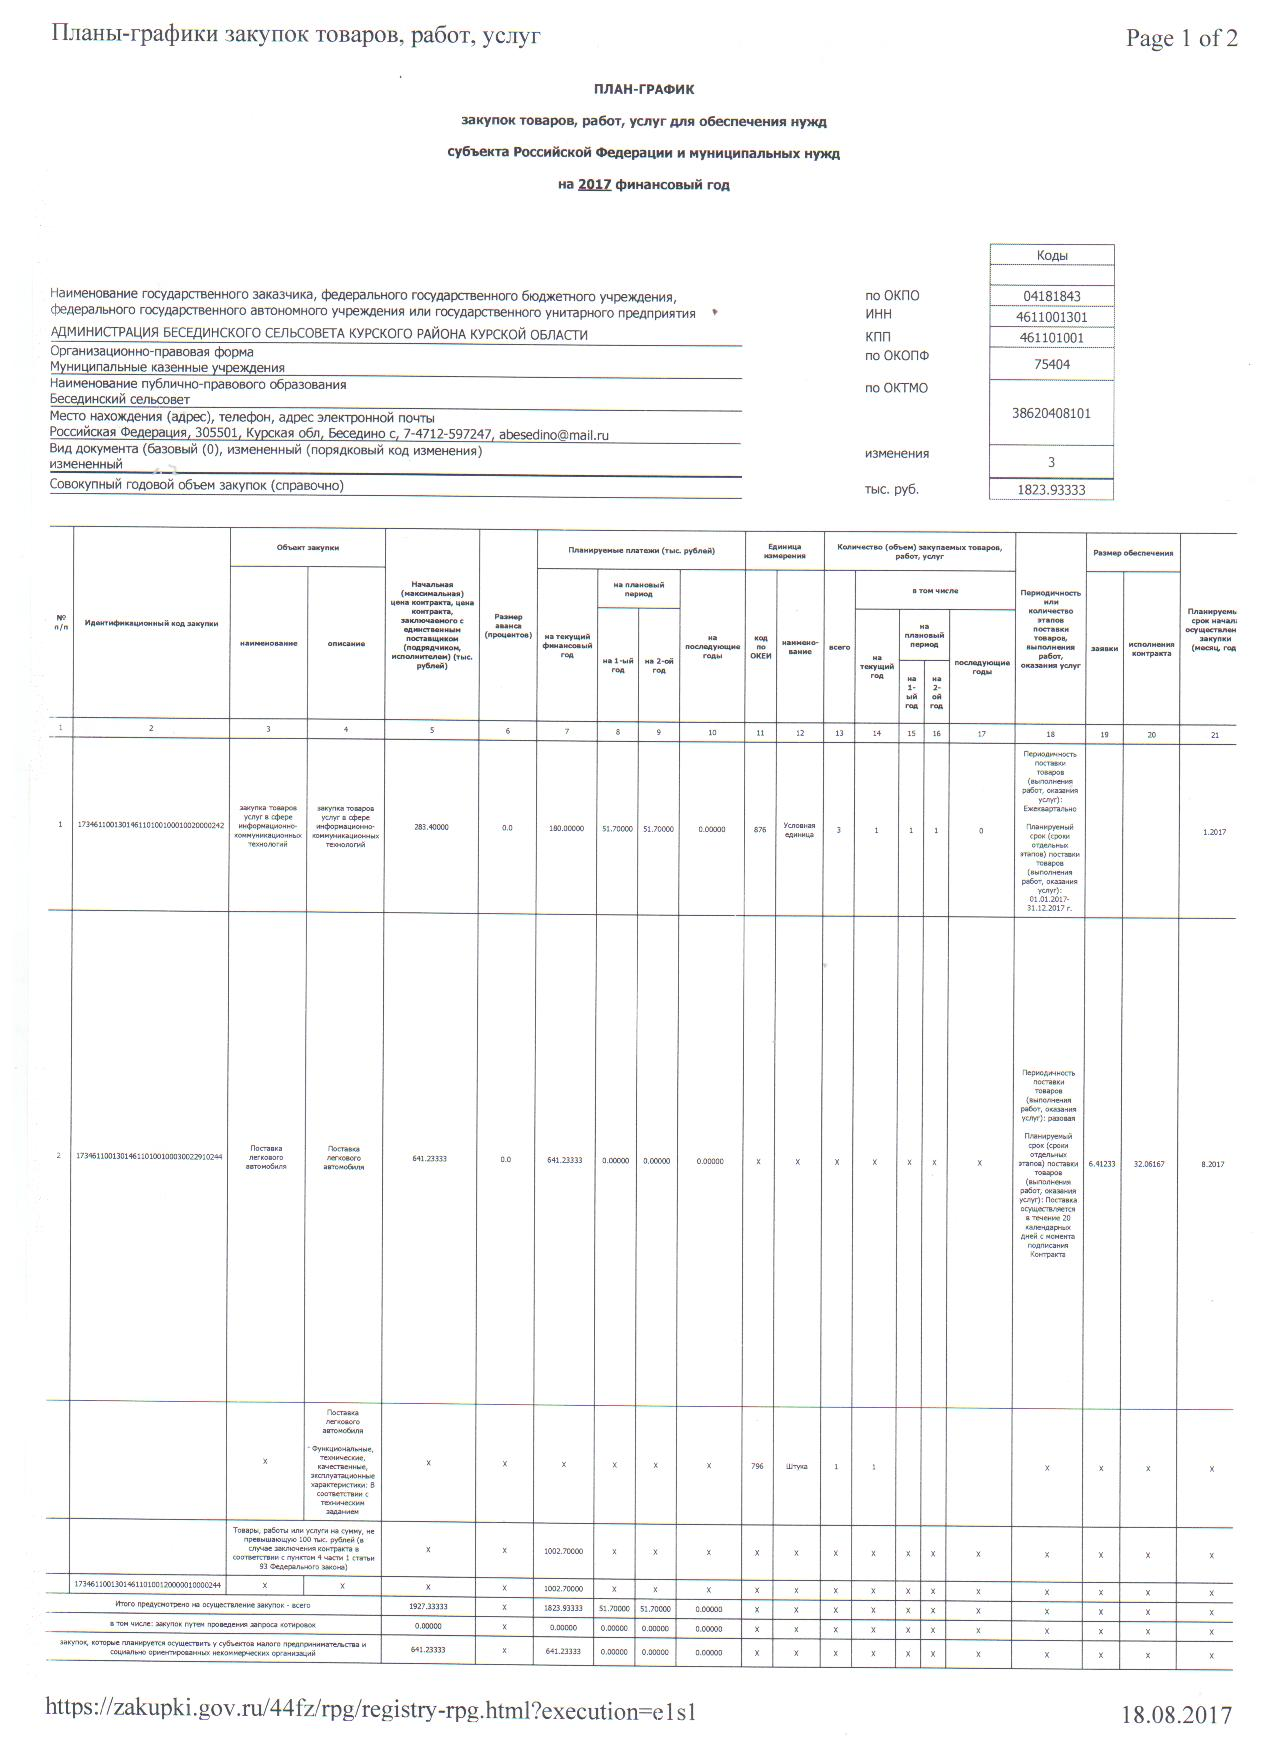 Планы-графики закупок товаров, работ, услуг
Page 1 of 2
ПЛАН-ГРАФИК
закупок товаров, работ, услуг для обеспечения нужд
субъекта Российской Федерации и муниципальных нужд
на 2017 финансовый год
Коды
Наименование государственного заказчика, федерального государственного бюджетного учреждения,
федерального государственного автономного учреждения или государственного унитарного предприятия
по ОКПО 04181843
ИНН 4611001301
АДМИНИСТРАЦИЯ БЕСЕДИНСКОГО СЕЛЬСОВЕТА КУРСКОГО РАЙОНА КУРСКОЙ ОБЛАСТИ
КПП 461101001
Организационно-правовая форма
Муниципальные казенные учреждения
по ОКОПФ 75404
Наименование публично-правового образования
Бесединский сельсовет
по ОКТМО 38620408101
Место нахождения (адрес), телефон, адрес электронной почты
Российская Федерация, 305501, Курская обл, Беседино с, 7-4712-597247, abesedino@mail.ru
Вид документа (базовый (0), измененный (порядковый код изменения)
измененный
изменения 3
Совокупный годовой объем закупок (справочно)
тыс. руб. 1823.93333
№
п/п
Идентификационный код закупки
Объект закупки
наименование
описание
Начальная
(максимальная)
цена контракта, цена
контракта,
заключаемого с
единственным
поставщиком
(подрядчиком,
исполнителем) (тыс.
рублей)
Размер
аванса
(процентов)
Планируемые платежи (тыс. рублей)
на текущий
финансовый
год
на плановый
период
на 1-ый
год
на 2-ой
год
на
последующие
годы
Единица
измерения
код
по
ОКЕИ
наимено-
вание
Количество (объем) закупаемых товаров,
работ, услуг
всего
в том числе
на
текущий
год
на
плановый
период
на
1-
ый
год
на
2-
ой
год
последующие
годы
Периодичность
или
количество
этапов
поставки
товаров,
выполнения
работ,
оказания услуг
Размер обеспечения
заявки
исполнения
контракта
Планируемь
срок начала
осуществлен
закупки
(месяц, год
1 2 3 4 5 6 7 8 9 10 11 12 13 14 15 16 17 18 19 20 21
1
173461100130146110100100010020000242
закупка товаров
услуг в сфере
информационно-
коммуникационных
технологий
закупка товаров
услуг в сфере
информационно-
коммуникационных
технологий
283.40000 0.0 180.00000 51.70000 51.70000 0.00000 876
Условная
единица
3 1 1 1 0
Периодичность
поставки
товаров
(выполнения
работ, оказания
услуг):
Ежеквартально
Планируемый
срок (сроки
отдельных
этапов) поставки
товаров
(выполнения
работ, оказания
услуг):
01.01.2017-
31.12.2017 г.
1.2017
2
173461100130146110100100030022910244
Поставка
легкового
автомобиля
Поставка
легкового
автомобиля
641.23333 0.0 641.23333 0.00000 0.00000 0.00000 X X X X X X X
Периодичность
поставки
товаров
(выполнения
работ, оказания
услуг): разовая
Планируемый
срок (сроки
отдельных
этапов) поставки
товаров
(выполнения
работ, оказания
услуг): Поставка
осуществляется
в течение 20
календарных
дней с момента
подписания
Контракта
6.41233 32.06167 8.2017
X
Поставка
легкового
автомобиля
Функциональные,
технические,
качественные,
эксплуатационные
характеристики: В
соответствии с
техническим
заданием
X X X X X X 796 Штука 1 1 X X X X
Товары, работы или услуги на сумму, не
превышающую 100 тыс. рублей (в
случае заключения контракта в
соответствии с пунктом 4 части 1 статьи
93 Федерального закона)
X X 1002.70000 X X X X X X X X X X X X X X
173461100130146110100120000010000244 X X X X 1002.70000 X X X X X X X X X X X X X X
Итого предусмотрено на осуществление закупок - всего 1927.33333 X 1823.93333 51.70000 51.70000 0.00000 X X X X X X X X X X X
в том числе: закупок путем проведения запроса котировок 0.00000 X 0.00000 0.00000 0.00000 0.00000 X X X X X X X X X X X
закупок, которые планируется осуществить у субъектов малого предпринимательства и
социально ориентированных некоммерческих организаций
641.23333 X 641.23333 0.00000 0.00000 0.00000 X X X X X X X X X X X
https://zakupki.gov.ru/44fz/rpg/registry-rpg.html?execution=e1s1
18.08.2017